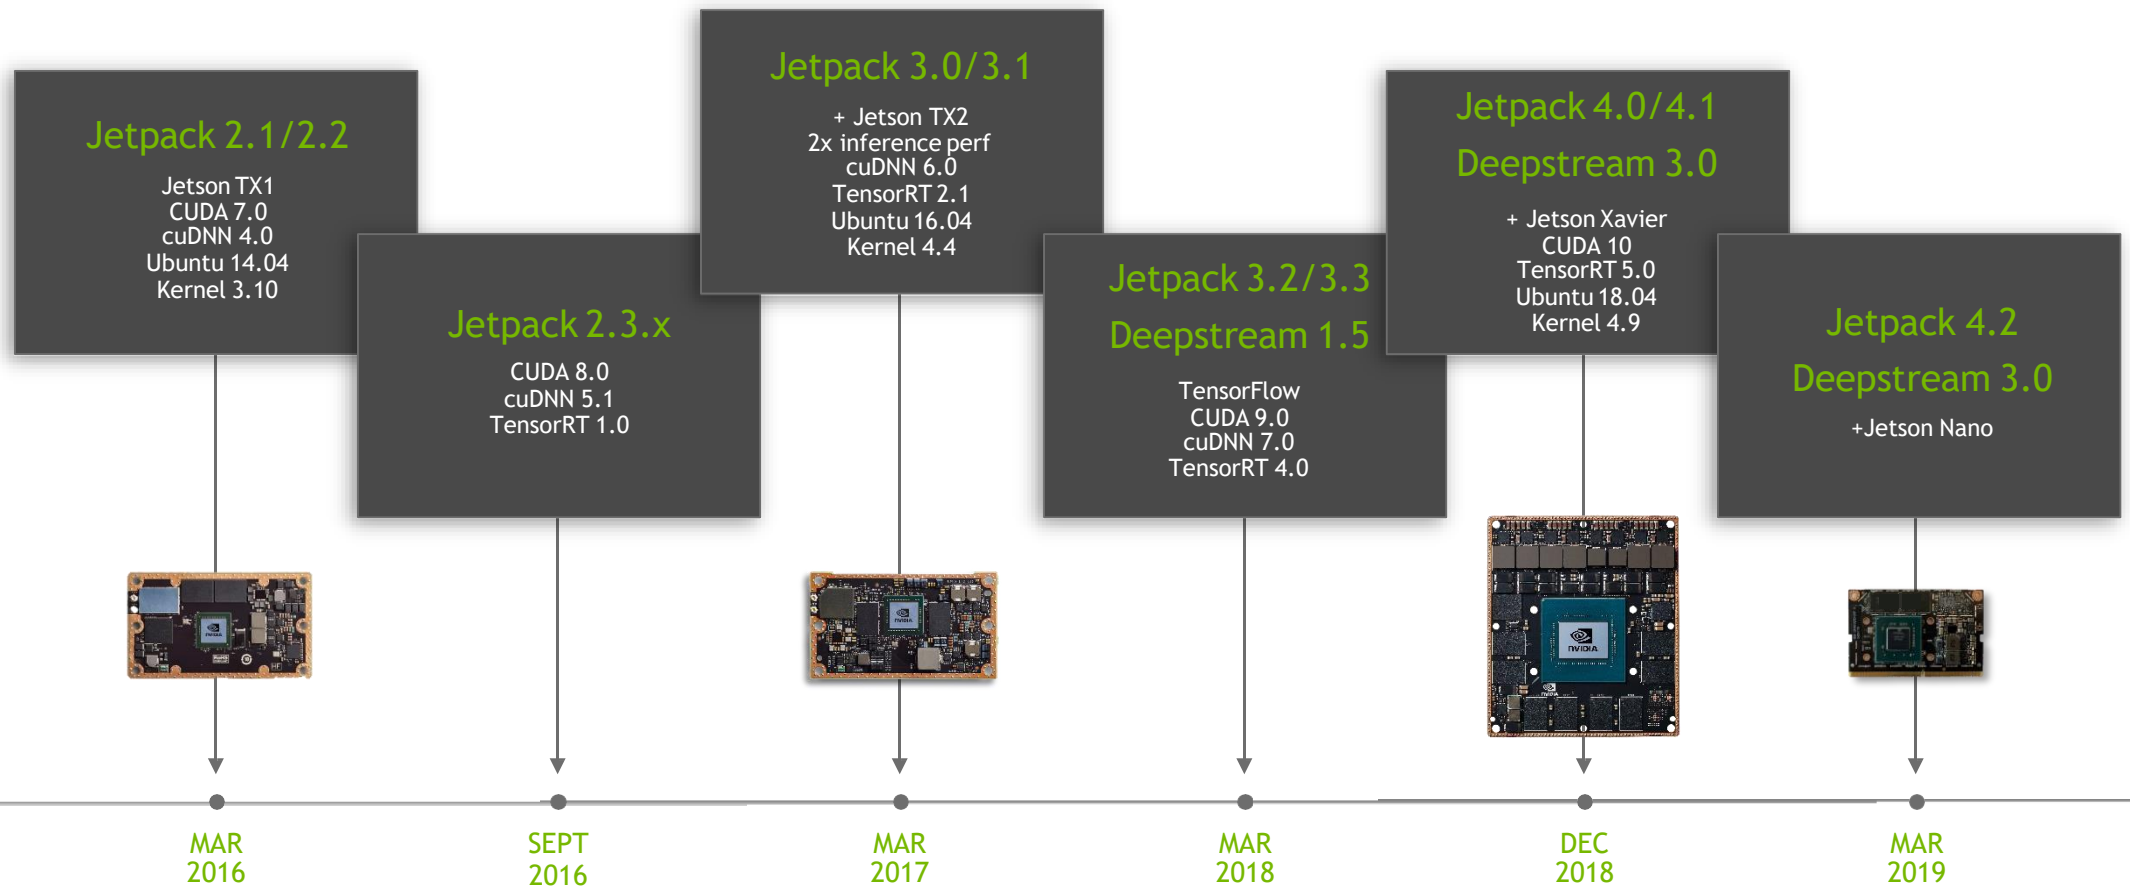 Jetpack 2.1/2.2
Jetson TX1
CUDA 7.0
cuDNN 4.0
Ubuntu 14.04
Kernel 3.10
Jetpack 2.3.x
CUDA 8.0
cuDNN 5.1
TensorRT 1.0
Jetpack 3.0/3.1
+ Jetson TX2
2x inference perf
cuDNN 6.0
TensorRT 2.1
Ubuntu 16.04
Kernel 4.4
Jetpack 3.2/3.3
Deepstream 1.5
TensorFlow
CUDA 9.0
cuDNN 7.0
TensorRT 4.0
Jetpack 4.0/4.1
Deepstream 3.0
+ Jetson Xavier
CUDA 10
TensorRT 5.0
Ubuntu 18.04
Kernel 4.9
Jetpack 4.2
Deepstream 3.0
+Jetson Nano
NVIDIA
NVIDIA
NVIDIA
NVIDIA
MAR
2016
SEPT
2016
MAR
2017
MAR
2018
DEC
2018
MAR
2019